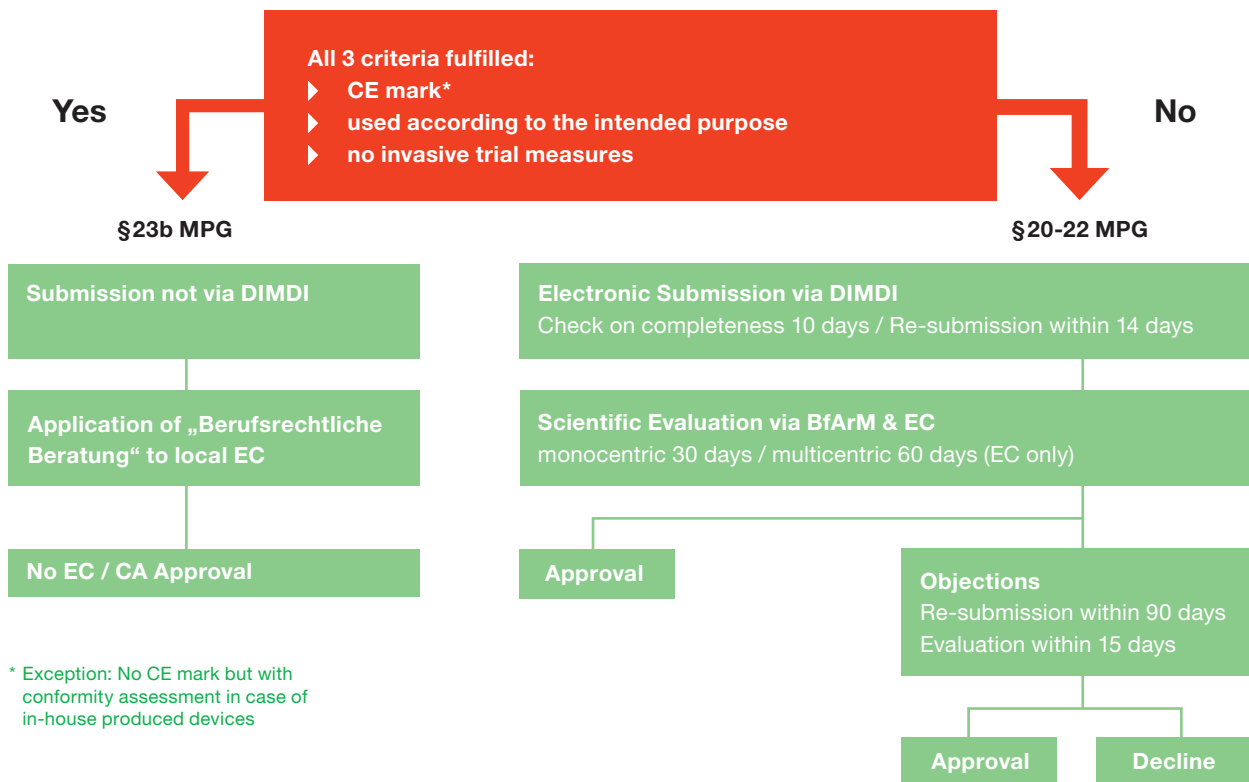 All 3 criteria fulfilled:
CE mark*
used according to the intended purpose
no invasive trial measures
Yes
No
§23b MPG
§20-22 MPG
Submission not via DIMDI
Application of „Berufsrechtliche
Beratung“ to local EC
No EC / CA Approval
* Exception: No CE mark but with
conformity assessment in case of
in-house produced devices
Electronic Submission via DIMDI
Check on completeness 10 days / Re-submission within 14 days
Scientific Evaluation via BfArM & EC
monocentric 30 days / multicentric 60 days (EC only)
Approval
Objections
Re-submission within 90 days
Evaluation within 15 days
Approval
Decline